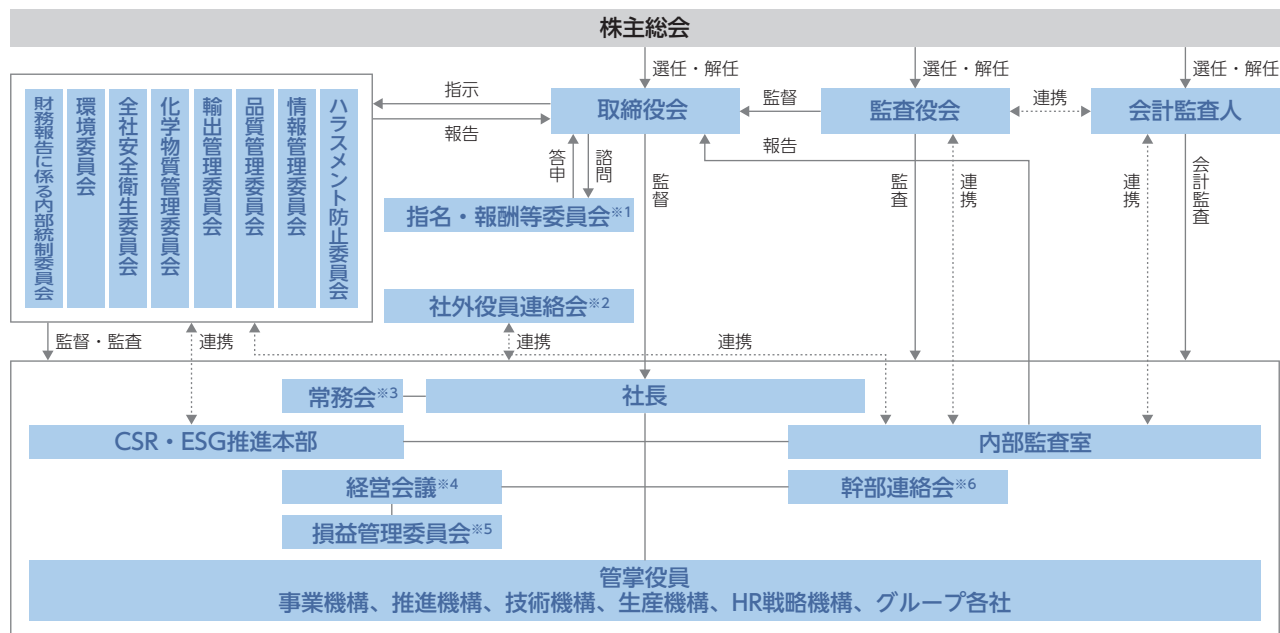 株主総会
選任・解任
選任・解任
選任・解任
指示
報告
取締役会
監督
監査役会
連携
会計監査人
報告
財務報告に係る内部統制委員会
環境委員会
全社安全衛生委員会
化学物質管理委員会
輸出管理委員会
品質管理委員会
情報管理委員会
ハラスメント防止委員会
答申
諮問
監督
監査
連携
連携
会計監査
指名・報酬等委員会※1
社外役員連絡会※2
監督・監査
連携
連携
連携
常務会※3
社長
CSR・ESG推進本部
内部監査室
経営会議※4
幹部連絡会※6
損益管理委員会※5
管掌役員
事業機構、推進機構、技術機構、生産機構、HR戦略機構、グループ各社